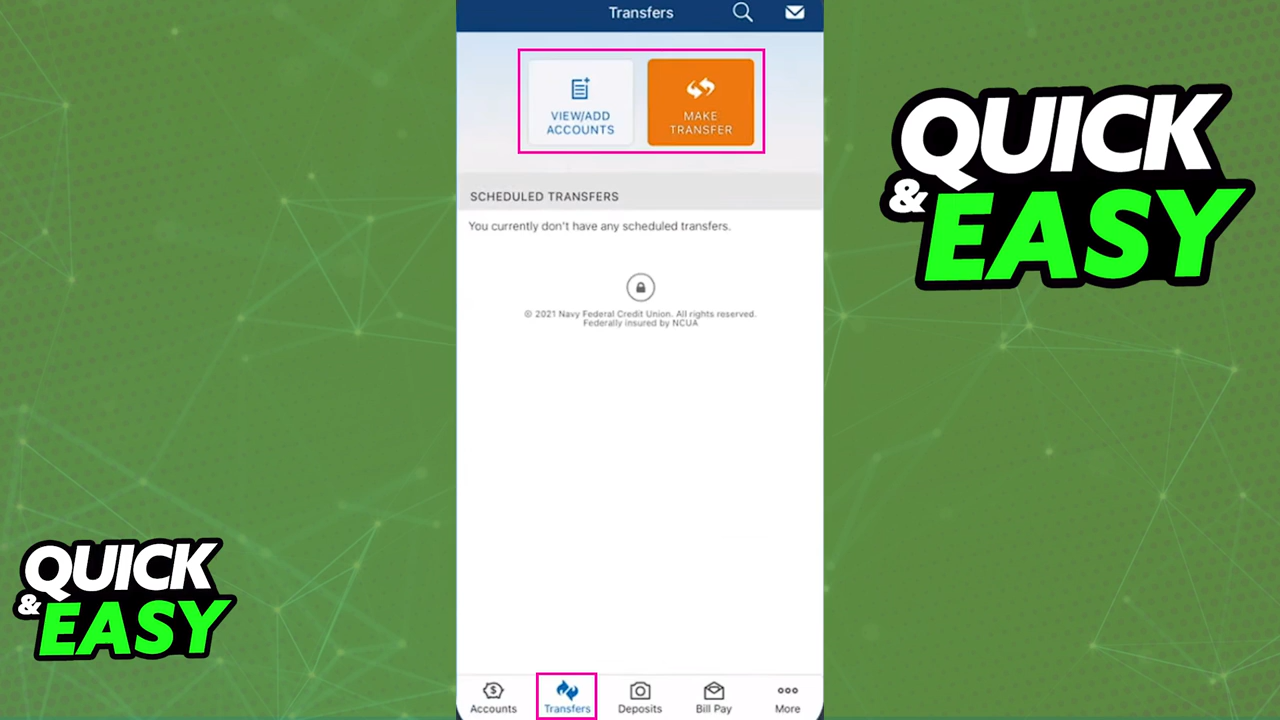 Transfers
VIEW/ADD
ACCOUNTS
MAKE
TRANSFER
SCHEDULED TRANSFERS
You currently don't have any scheduled transfers.
© 2021 Navy Federal Credit Union. All rights reserved.
Federally insured by NCUA
Accounts
Transfers
Deposits
Bill Pay
More
QUICK
& EASY
QUICK
& EASY